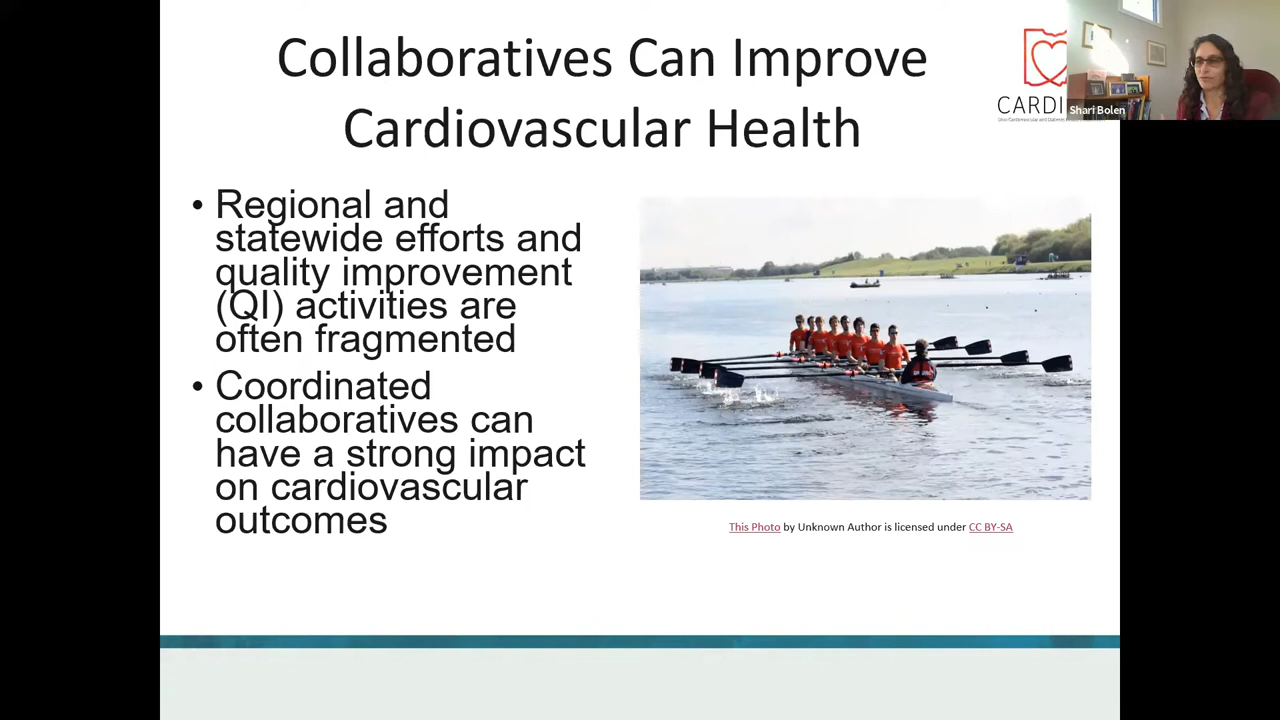 Collaboratives Can Improve
Cardiovascular Health
CARDI
Shari Bolen
• Regional and
statewide efforts and
quality improvement
(QI) activities are
often fragmented
• Coordinated
collaboratives can
have a strong impact
on cardiovascular
outcomes
This Photo by Unknown Author is licensed under CC BY-SA